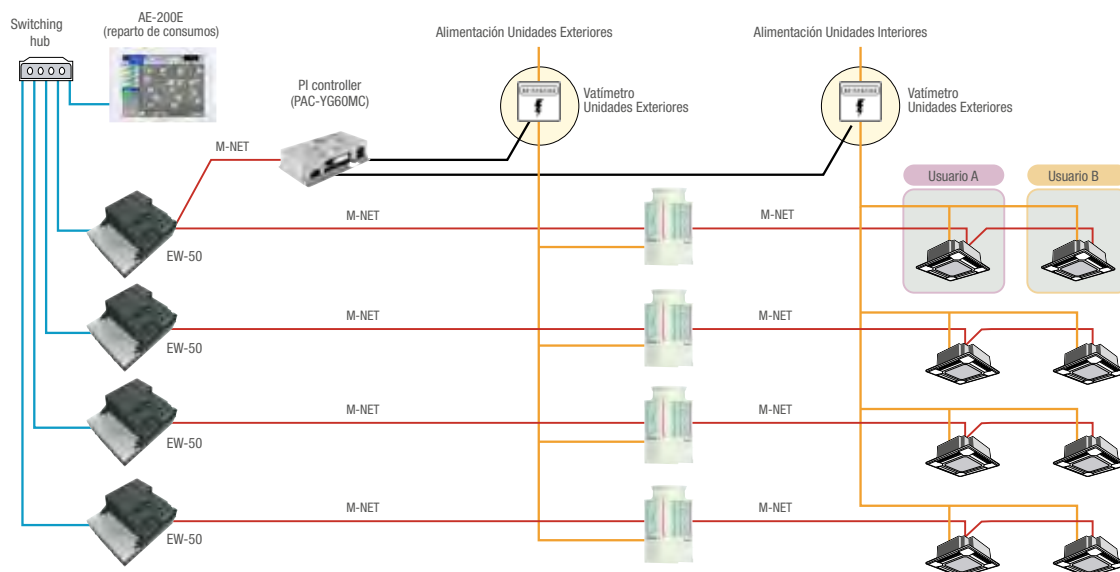 Switching
hub
AE-200E
(reparto de consumos)
Alimentación Unidades Exteriores
Alimentación Unidades Interiores
PI controller
(PAC-YG60MC)
Vatímetro
Unidades Exteriores
Vatímetro
Unidades Exteriores
M-NET
Usuario A
Usuario B
M-NET
M-NET
EW-50
M-NET
M-NET
EW-50
M-NET
M-NET
EW-50
M-NET
M-NET
EW-50